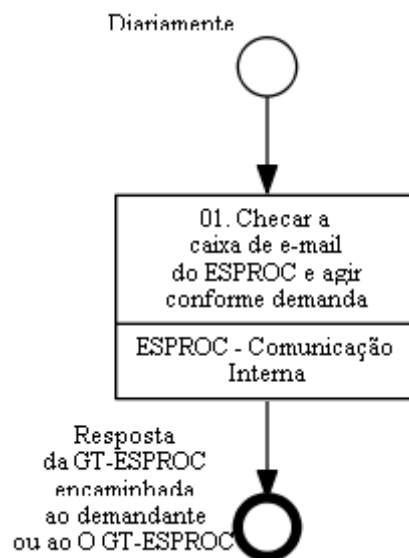 Diariamente
01. Checar a
caixa de e-mail
do ESPROC e agir
conforme demanda
ESPROC - Comunicação
Interna
Resposta
da GT-ESPROC
encaminhada
ao demandante
ou ao O GT-ESPROC